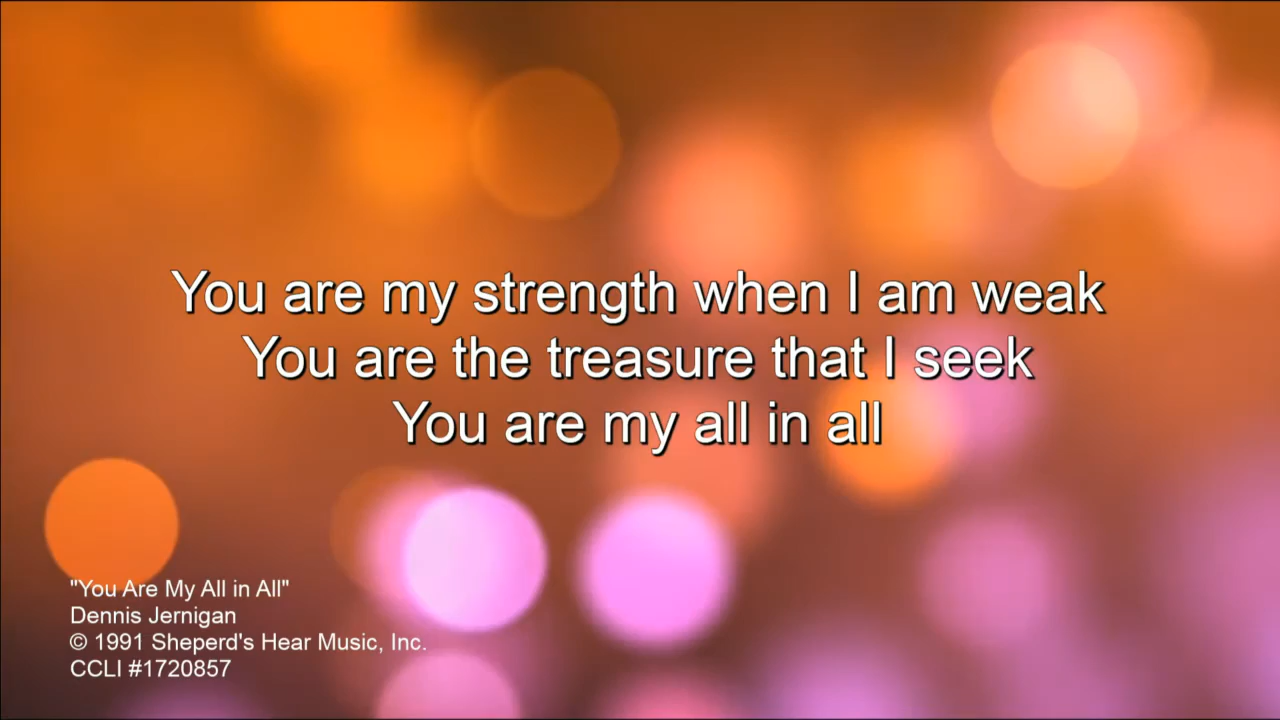 You are my strength when I am weak
You are the treasure that I seek
You are my all in all
"You Are My All in All"
Dennis Jernigan
© 1991 Sheperd's Hear Music, Inc.
CCLI #1720857